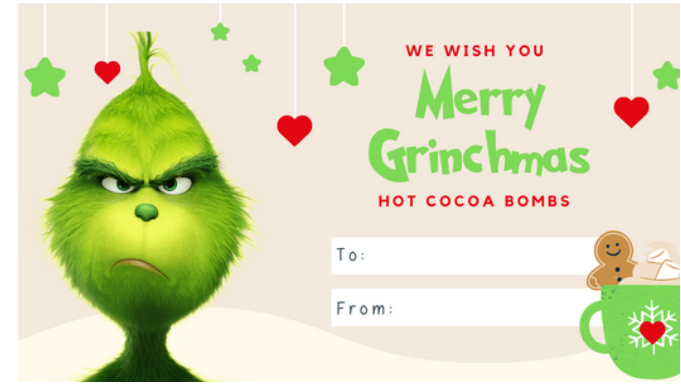 WE WISH YOU
Merry
Grinchmas
HOT COCOA BOMBS
To:
From: